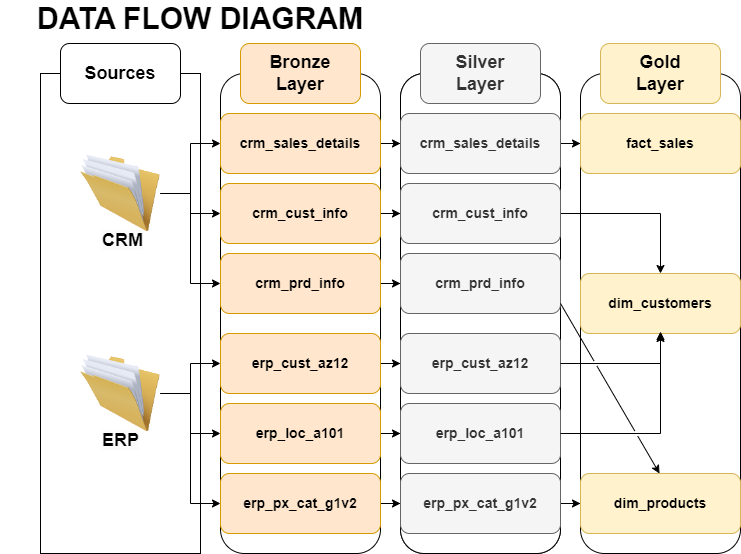 DATA FLOW DIAGRAM
Sources
Bronze
Layer
Silver
Layer
Gold
Layer
crm_sales_details
crm_sales_details
fact_sales
CRM
crm_cust_info
crm_cust_info
crm_prd_info
crm_prd_info
dim_customers
ERP
erp_cust_az12
erp_cust_az12
erp_loc_a101
erp_loc_a101
erp_px_cat_g1v2
erp_px_cat_g1v2
dim_products